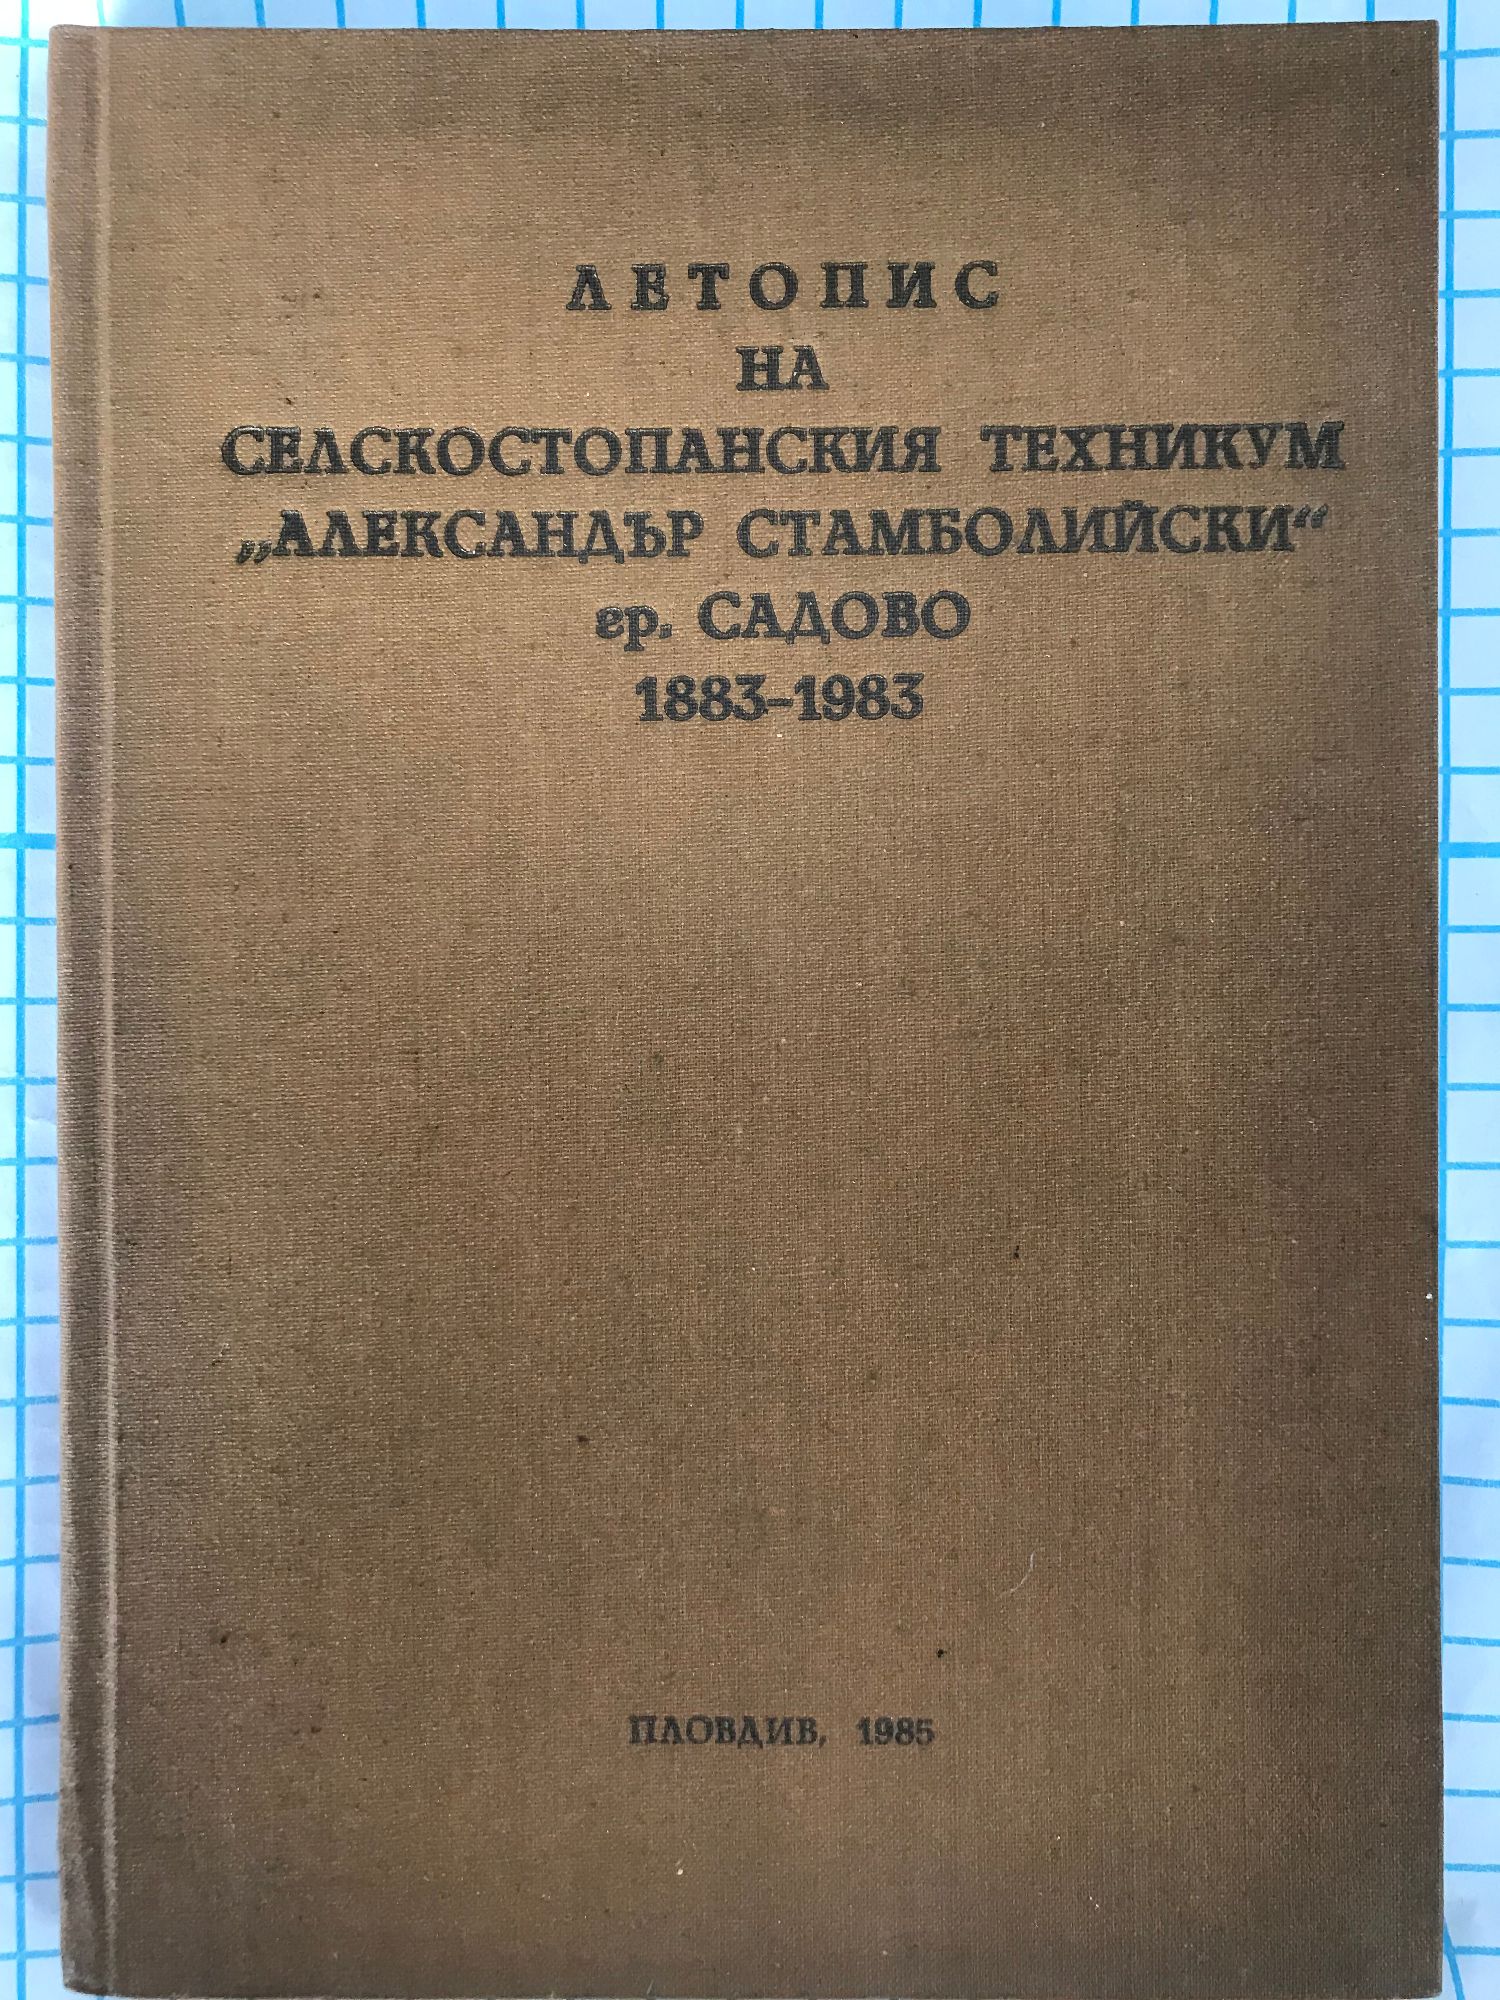 ЛЕТОПИС
НА
СЕЛСКОСТОПАНСКИЯ ТЕХНИКУМ
„АЛЕКСАНДЪР СТАМБОЛИЙСКИ“
гр. САДОВО
1883–1983
ПЛОВДИВ, 1985